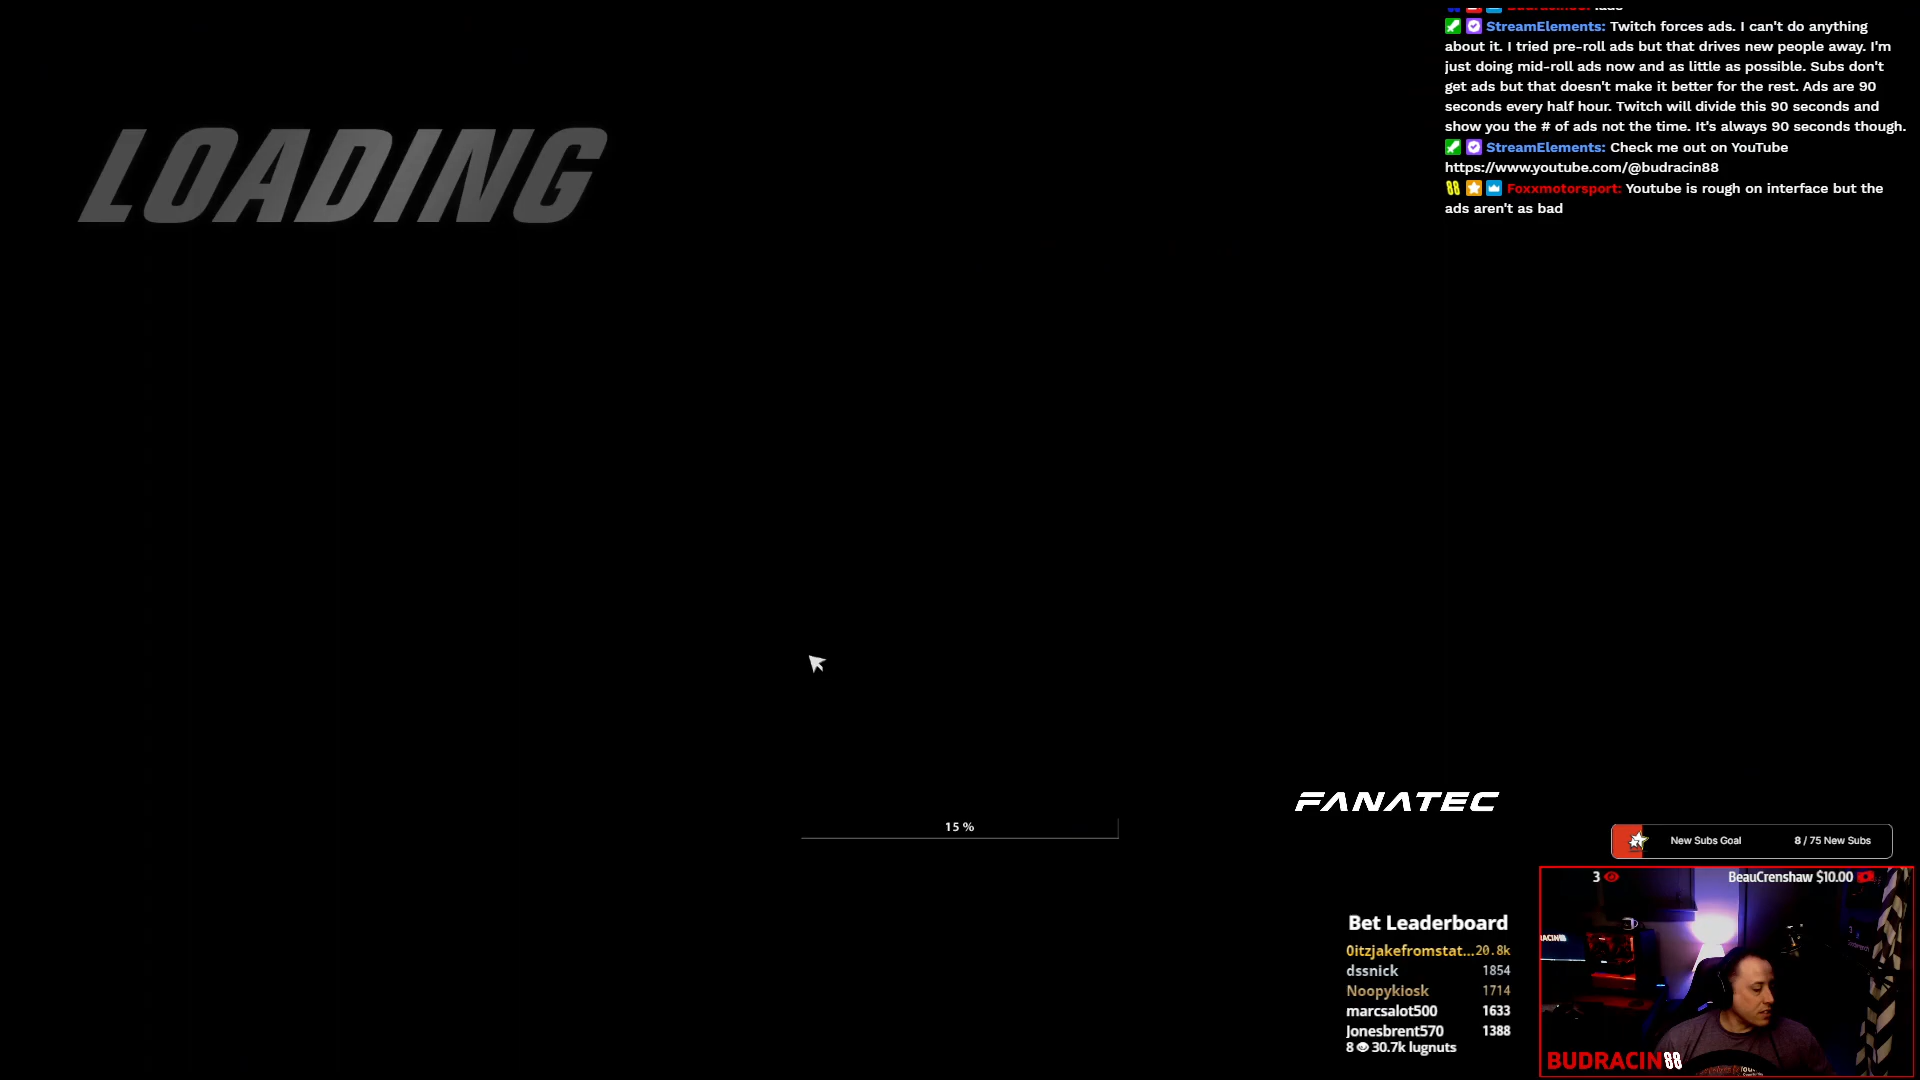 StreamElements: Twitch forces ads. I can't do anything
about it. I tried pre-roll ads but that drives new people away. I'm
just doing mid-roll ads now and as little as possible. Subs don't
get ads but that doesn't make it better for the rest. Ads are 90
seconds every half hour. Twitch will divide this 90 seconds and
show you the # of ads not the time. It's always 90 seconds though.
StreamElements: Check me out on YouTube
https://www.youtube.com/@budracin88
88 Foxxmotorsport: Youtube is rough on interface but the
ads aren't as bad
LOADING
15 %
FANATEC
New Subs Goal 8 / 75 New Subs
3 BeauCrenshaw $10.00
Bet Leaderboard
0itzjakefromstat... 20.8k
dssnick 1854
Noopykiosk 1714
marcsalot500 1633
Jonesbrent570 1388
8 30.7k lugnuts
BUDRACIN88